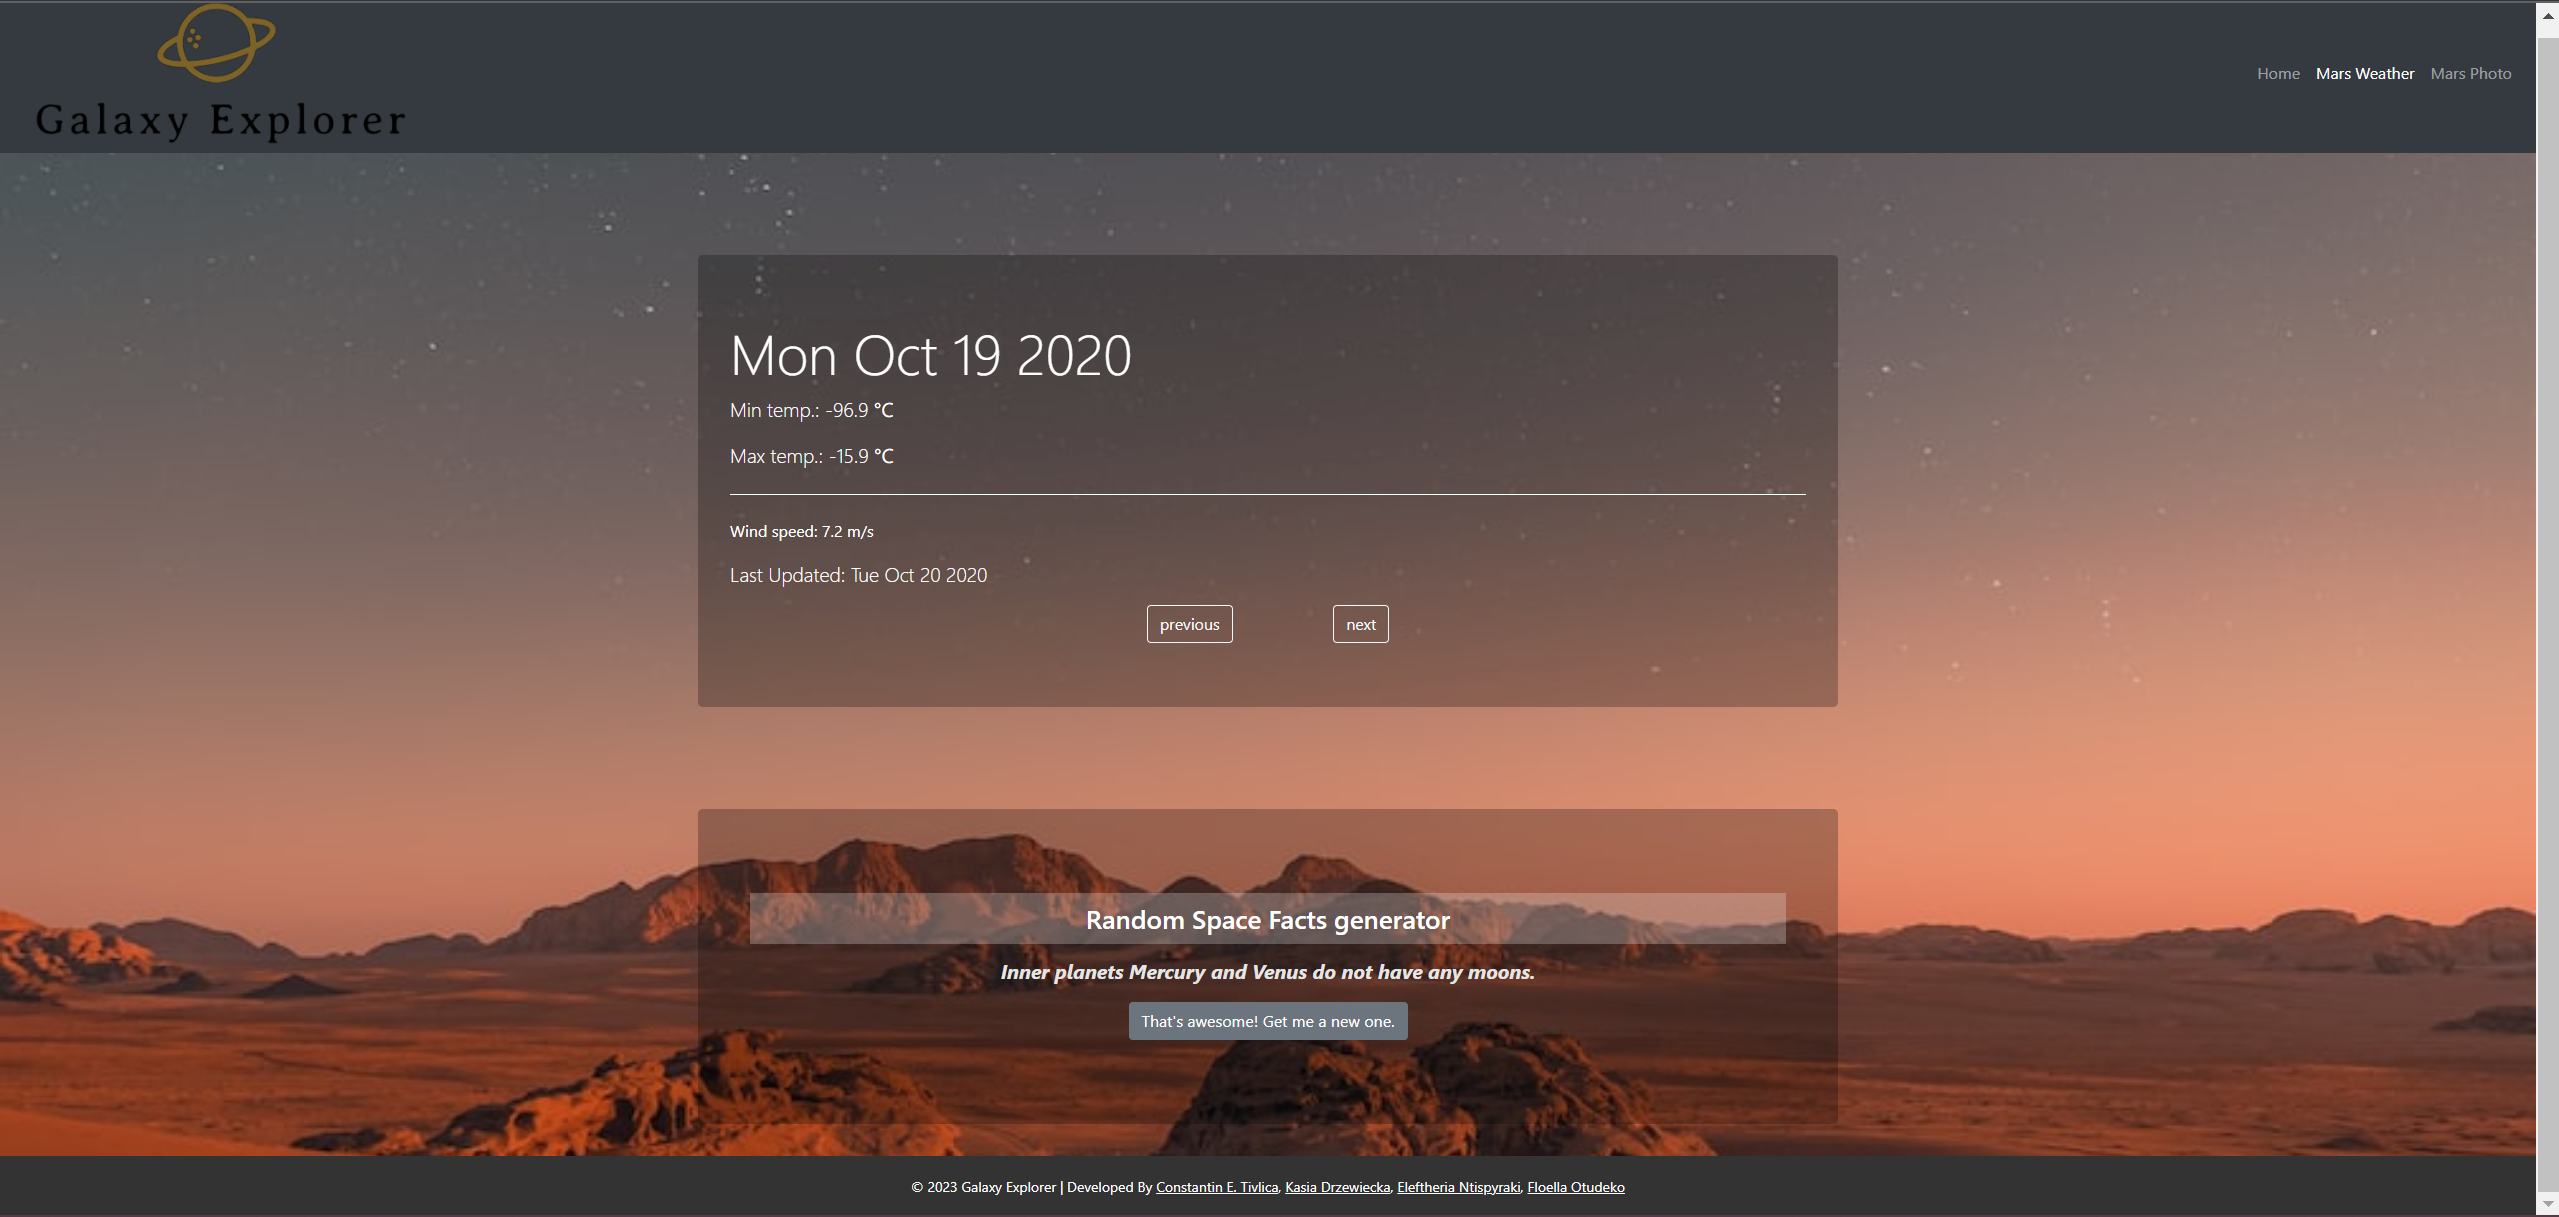 Galaxy Explorer
Home Mars Weather Mars Photo
Mon Oct 19 2020
Min temp.: -96.9 °C
Max temp.: -15.9 °C
Wind speed: 7.2 m/s
Last Updated: Tue Oct 20 2020
previous next
Random Space Facts generator
Inner planets Mercury and Venus do not have any moons.
That's awesome! Get me a new one.
© 2023 Galaxy Explorer | Developed By Constantin E. Tivlica, Kasia Drzewiecka, Eleftheria Ntispyraki, Floella Otudeko